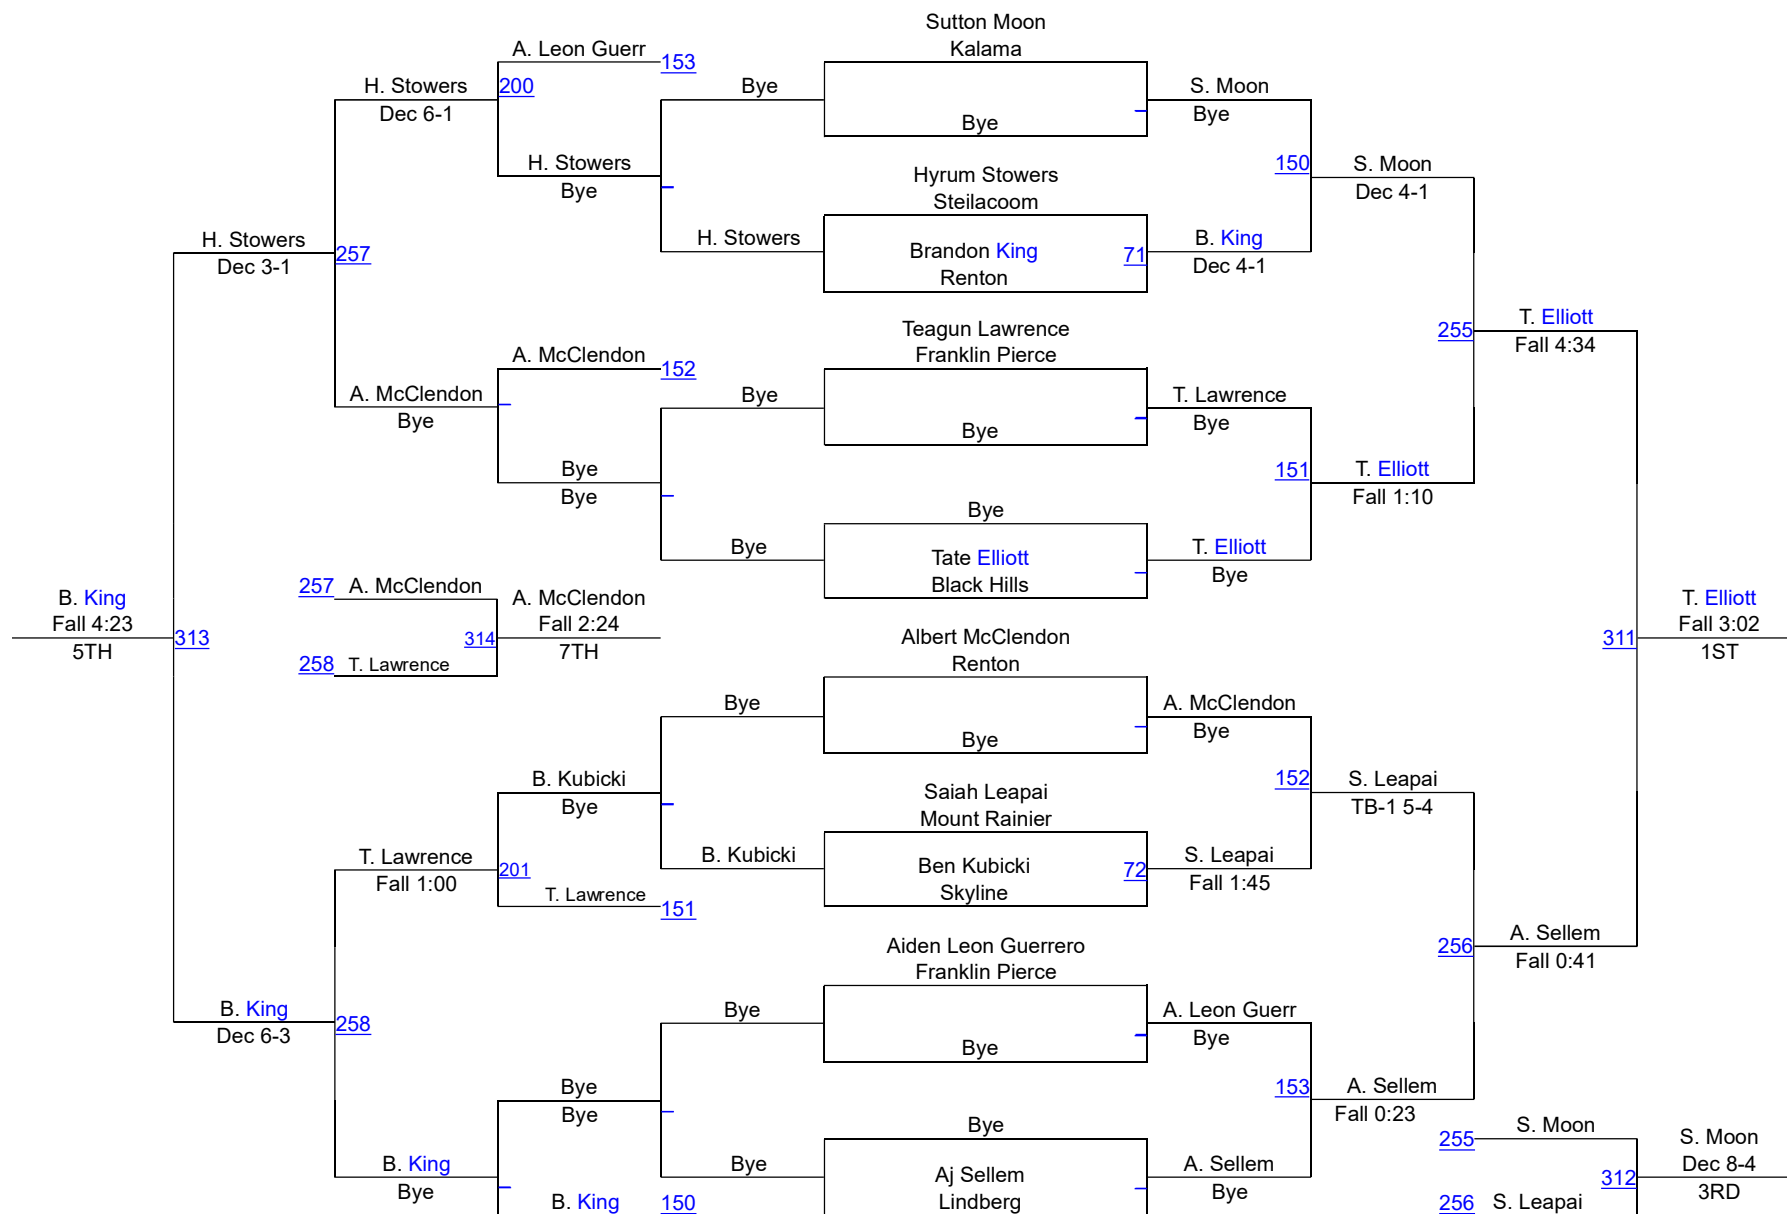 Sutton Moon
Kalama
A. Leon Guerr
153
H. Stowers
200
Bye
S. Moon
Dec 6-1
Bye
Bye
H. Stowers
150
S. Moon
Bye
Hyrum Stowers
Dec 4-1
Steilacoom
H. Stowers
H. Stowers
B. King
257
Brandon King
71
Dec 3-1
Renton
Dec 4-1
Teagun Lawrence
T. Elliott
255
A. McClendon
Franklin Pierce
Fall 4:34
152
A. McClendon
Bye
T. Lawrence
Bye
Bye
Bye
Bye
151
T. Elliott
Bye
Fall 1:10
Bye
Bye
Tate Elliott
T. Elliott
Black Hills
Bye
257
A. McClendon
B. King
A. McClendon
T. Elliott
Fall 4:23
Fall 2:24
Fall 3:02
313
314
Albert McClendon
311
5TH
7TH
1ST
258
T. Lawrence
Renton
Bye
A. McClendon
Bye
Bye
B. Kubicki
152
S. Leapai
Bye
Saiah Leapai
TB-1 5-4
Mount Rainier
T. Lawrence
B. Kubicki
S. Leapai
201
Ben Kubicki
72
Fall 1:00
Skyline
Fall 1:45
T. Lawrence
151
Aiden Leon Guerrero
A. Sellem
256
Franklin Pierce
Fall 0:41
B. King
Bye
A. Leon Guerr
258
Dec 6-3
Bye
Bye
Bye
153
A. Sellem
Bye
Fall 0:23
Bye
255
S. Moon
S. Moon
B. King
Bye
Aj Sellem
A. Sellem
Dec 8-4
312
Bye
Lindberg
Bye
3RD
B. King
150
256
S. Leapai